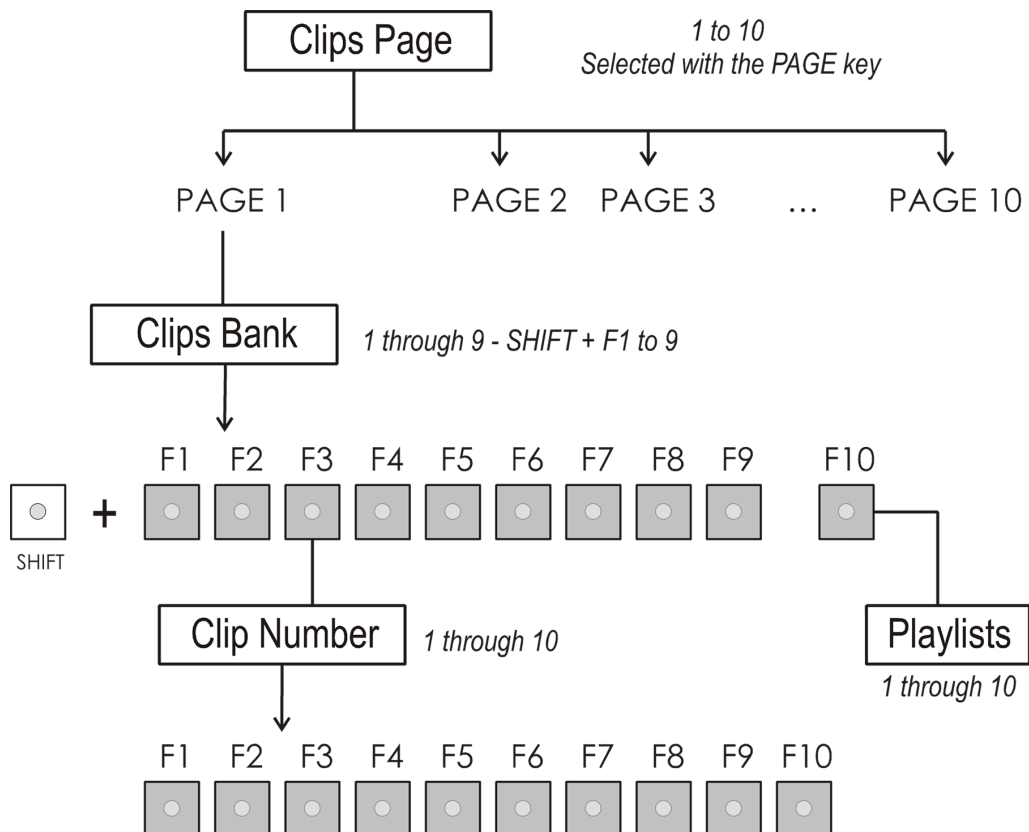 Clips Page
1 to 10
Selected with the PAGE key
PAGE 1
PAGE 2
PAGE 3
...
PAGE 10
Clips Bank
1 through 9 - SHIFT + F1 to 9
F1 F2 F3 F4 F5 F6 F7 F8 F9 F10
+
SHIFT
Clip Number
1 through 10
Playlists
1 through 10
F1 F2 F3 F4 F5 F6 F7 F8 F9 F10